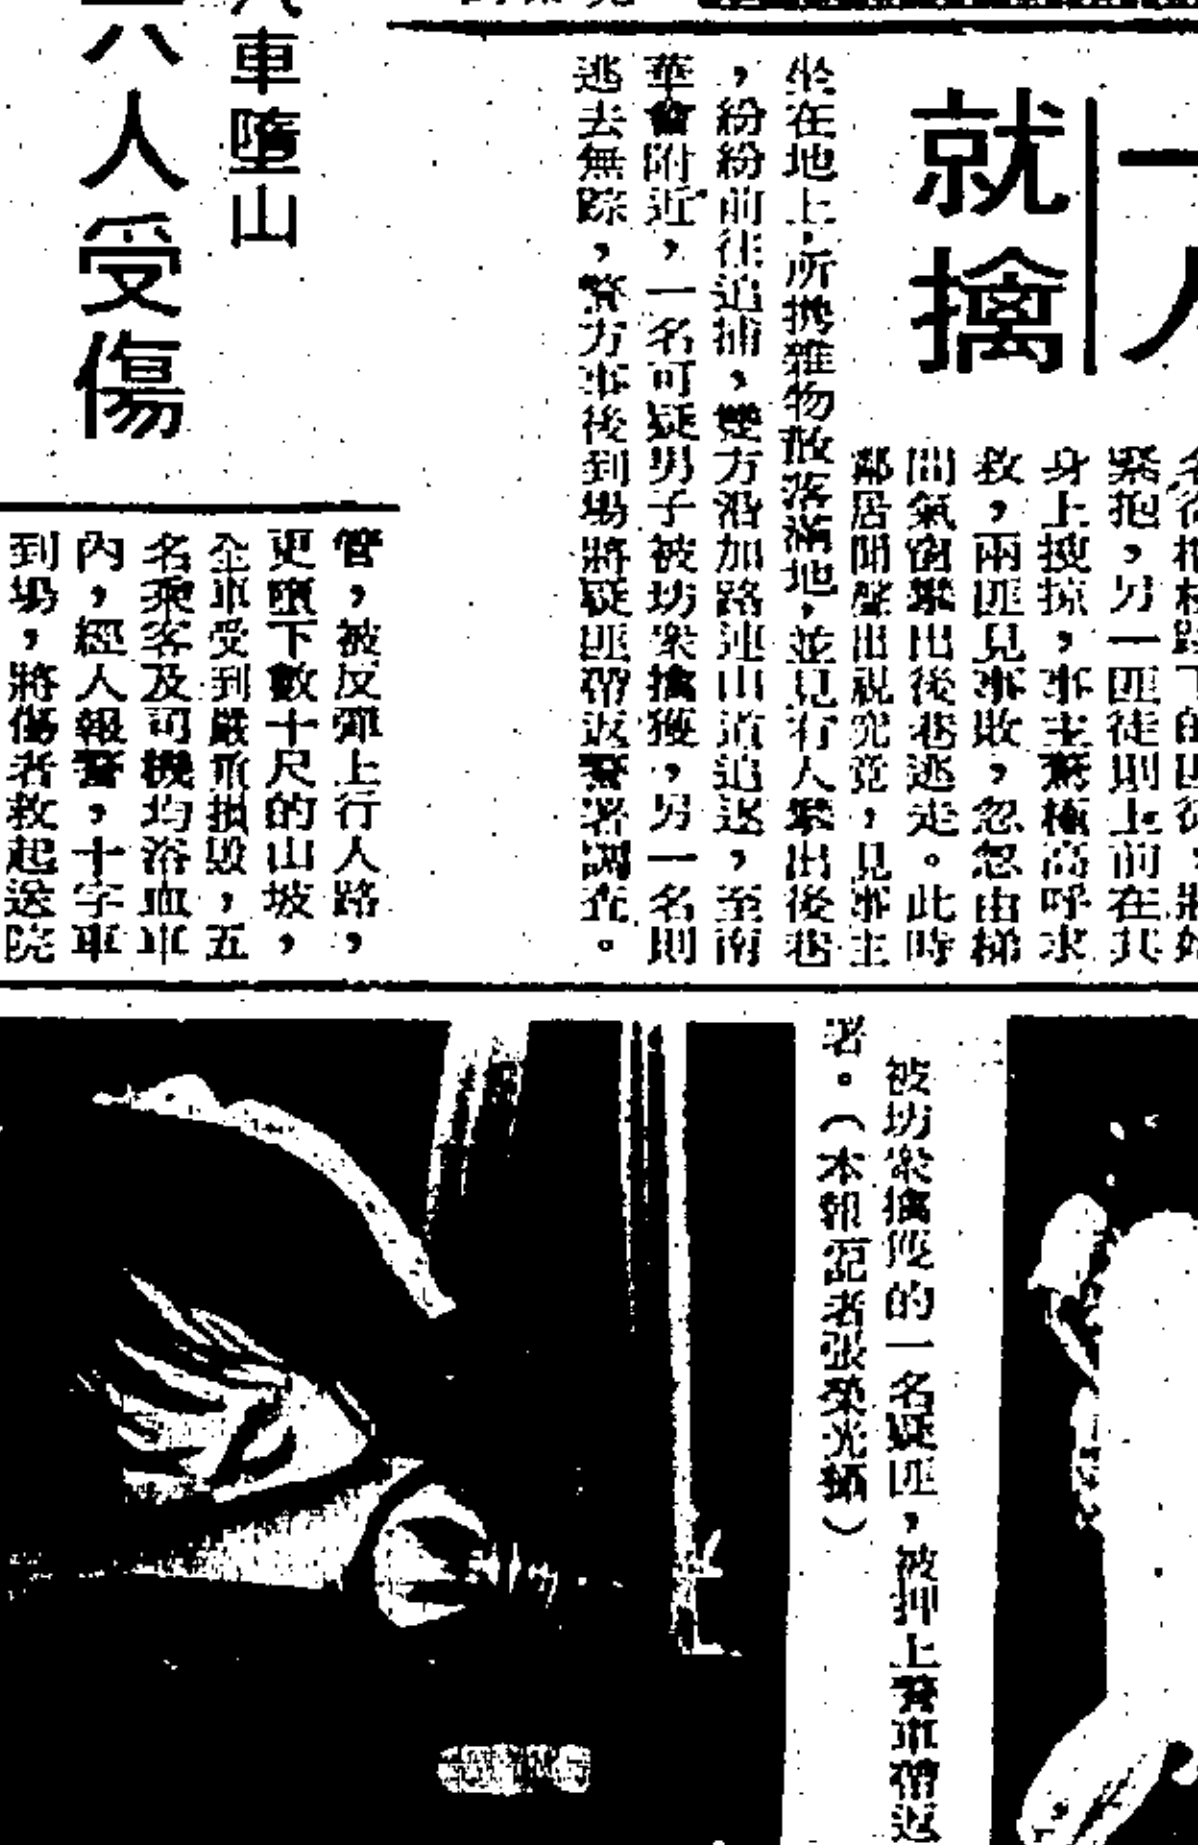 就擒
緊抱，另一匪徒則上前在其
身上搜掠，事主驚極高呼求
救，兩匪見事敗，忽忽由梯
間氣窗攀出後巷逃走。此時
鄰居聞聲出視究竟，見事主
坐在地上，所携雜物散落滿地，並見有人攀出後巷
，紛紛前往追捕，雙方沿加路連山道追逐，至南
華會附近，一名可疑男子被坊衆擒獲，另一名則
逃去無踪，警方事後到場將疑匪帶返警署調查。
車墮山
六人受傷
管，被反彈上行人路，
更墮下數十尺的山坡，
全車受到嚴重損毀，五
名乘客及司機均浴血車
內，經人報警，十字車
到場，將傷者救起送院
被坊衆擒獲的一名疑匪，被押上警車帶返
署。（本報記者張榮光攝）